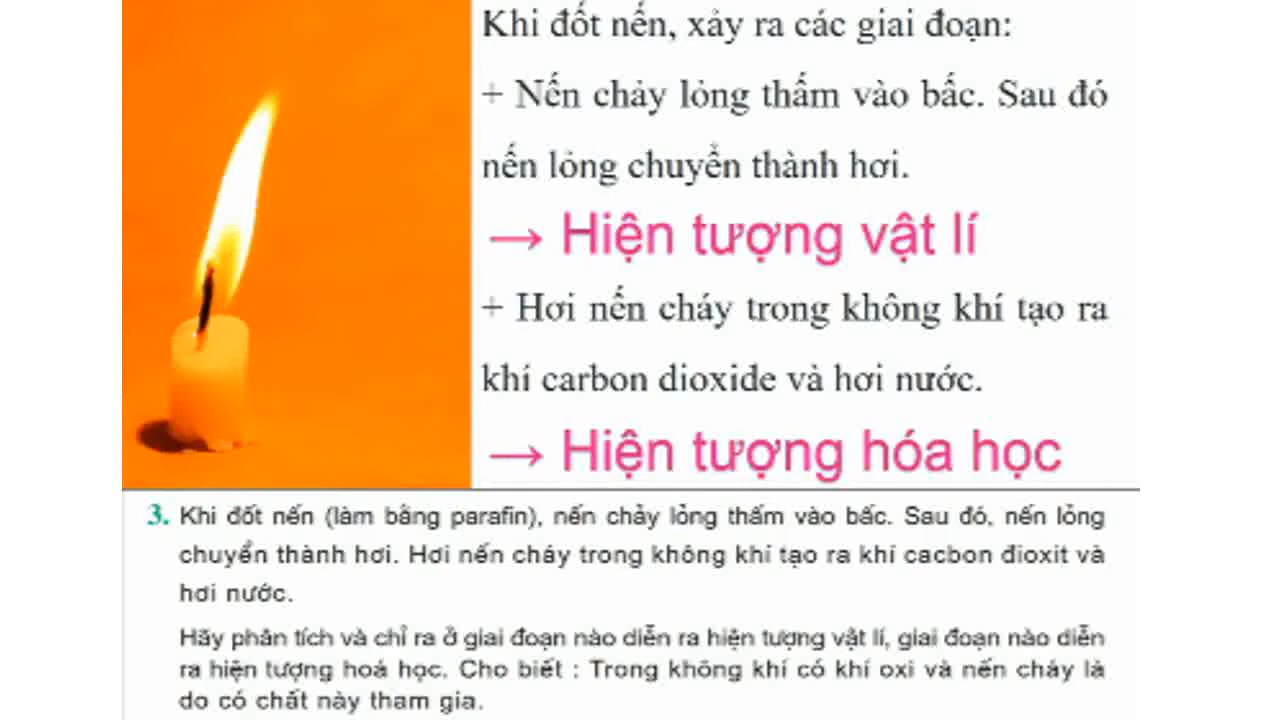 Khi đốt nến, xảy ra các giai đoạn:
+ Nến chảy lỏng thấm vào bấc. Sau đó
nến lỏng chuyển thành hơi.
→ Hiện tượng vật lí
+ Hơi nến cháy trong không khí tạo ra
khí carbon dioxide và hơi nước.
→ Hiện tượng hóa học
3. Khi đốt nến (làm bằng parafin), nến chảy lỏng thấm vào bấc. Sau đó, nến lỏng
chuyển thành hơi. Hơi nến cháy trong không khí tạo ra khí cacbon đioxit và
hơi nước.
Hãy phân tích và chỉ ra ở giai đoạn nào diễn ra hiện tượng vật lí, giai đoạn nào diễn
ra hiện tượng hoá học. Cho biết : Trong không khí có khí oxi và nến cháy là
do có chất này tham gia.